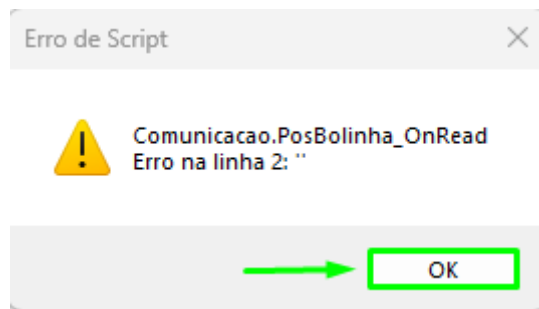 Erro de Script
Comunicacao.PosBolinha_OnRead
Erro na linha 2: ''
OK